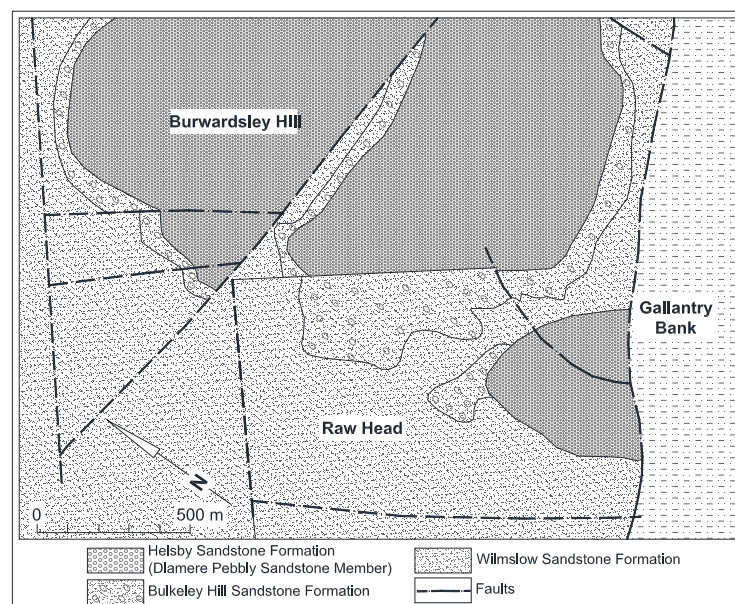 Burwardsley Hill
Gallantry
Bank
Raw Head
N
0
500 m
Helsby Sandstone Formation
(Dlamere Pebbly Sandstone Member)
Wilmslow Sandstone Formation
Bulkeley Hill Sandstone Formation
Faults